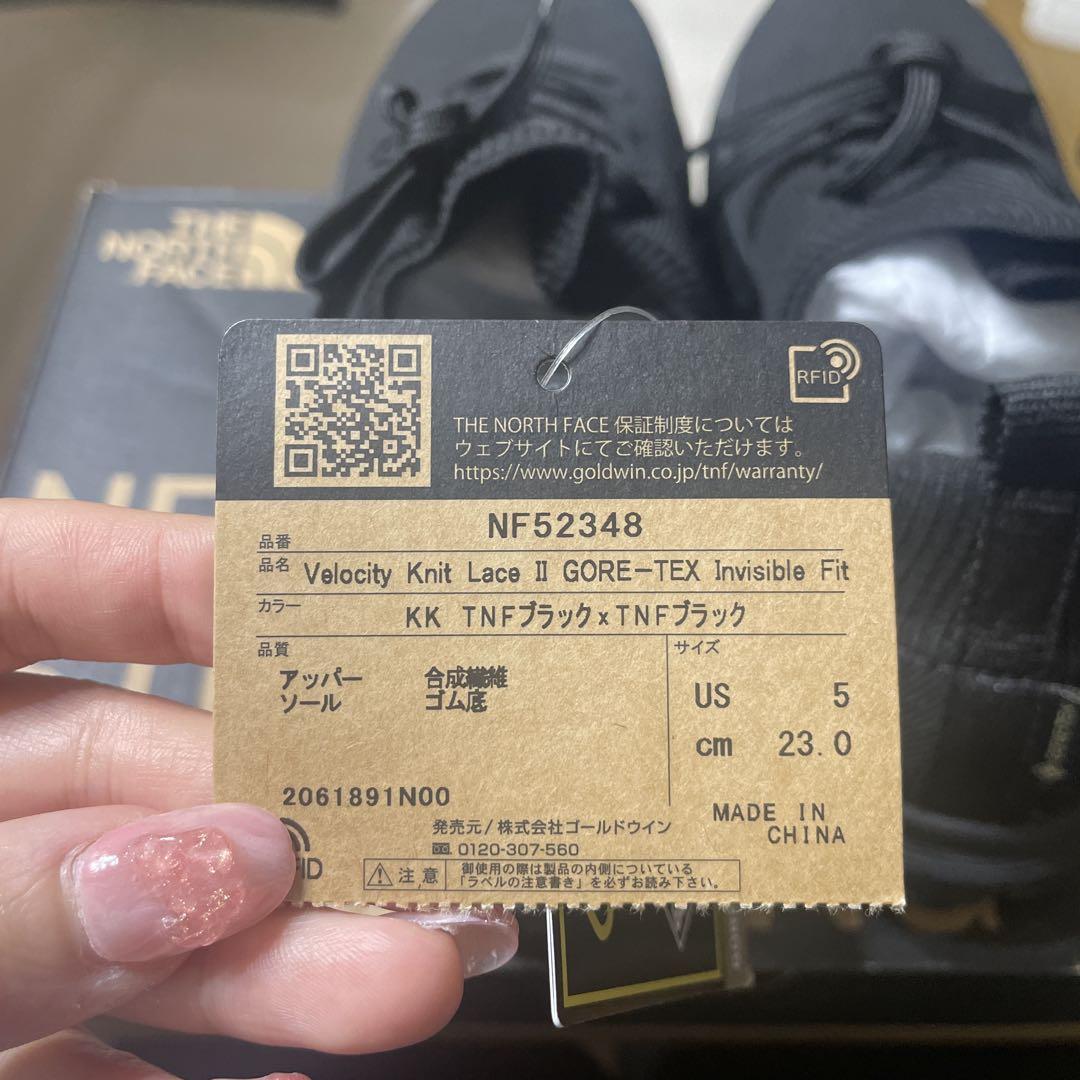 THE
NORTH
FACE
RFID
THE NORTH FACE 保証制度については
ウェブサイトにてご確認いただけます。
https://www.goldwin.co.jp/tnf/warranty/
品番 NF52348
品名 Velocity Knit Lace II GORE-TEX Invisible Fit
カラー KK TNFブラックxTNFブラック
品質
アッパー 合成繊維
ソール ゴム底
サイズ
US 5
cm 23.0
2061891N00
MADE IN
CHINA
発売元/株式会社ゴールドウイン
0120-307-560
注意
御使用の際は製品の内側についている
「ラベルの注意書き」を必ずお読み下さい。